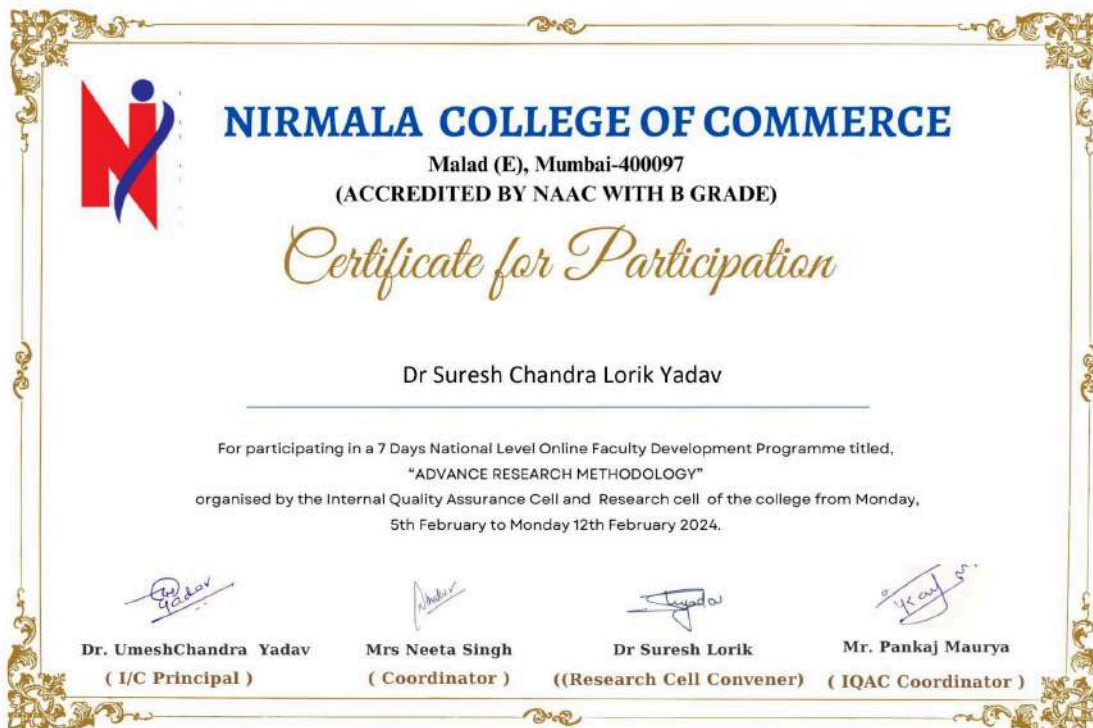 NIRMALA COLLEGE OF COMMERCE
Malad (E), Mumbai-400097
(ACCREDITED BY NAAC WITH B GRADE)
Certificate for Participation
Dr Suresh Chandra Lorik Yadav
For participating in a 7 Days National Level Online Faculty Development Programme titled,
“ADVANCE RESEARCH METHODOLOGY”
organised by the Internal Quality Assurance Cell and Research cell of the college from Monday,
5th February to Monday 12th February 2024.
Dr. UmeshChandra Yadav Mrs Neeta Singh Dr Suresh Lorik Mr. Pankaj Maurya
( I/C Principal ) ( Coordinator ) ((Research Cell Convener) ( IQAC Coordinator )